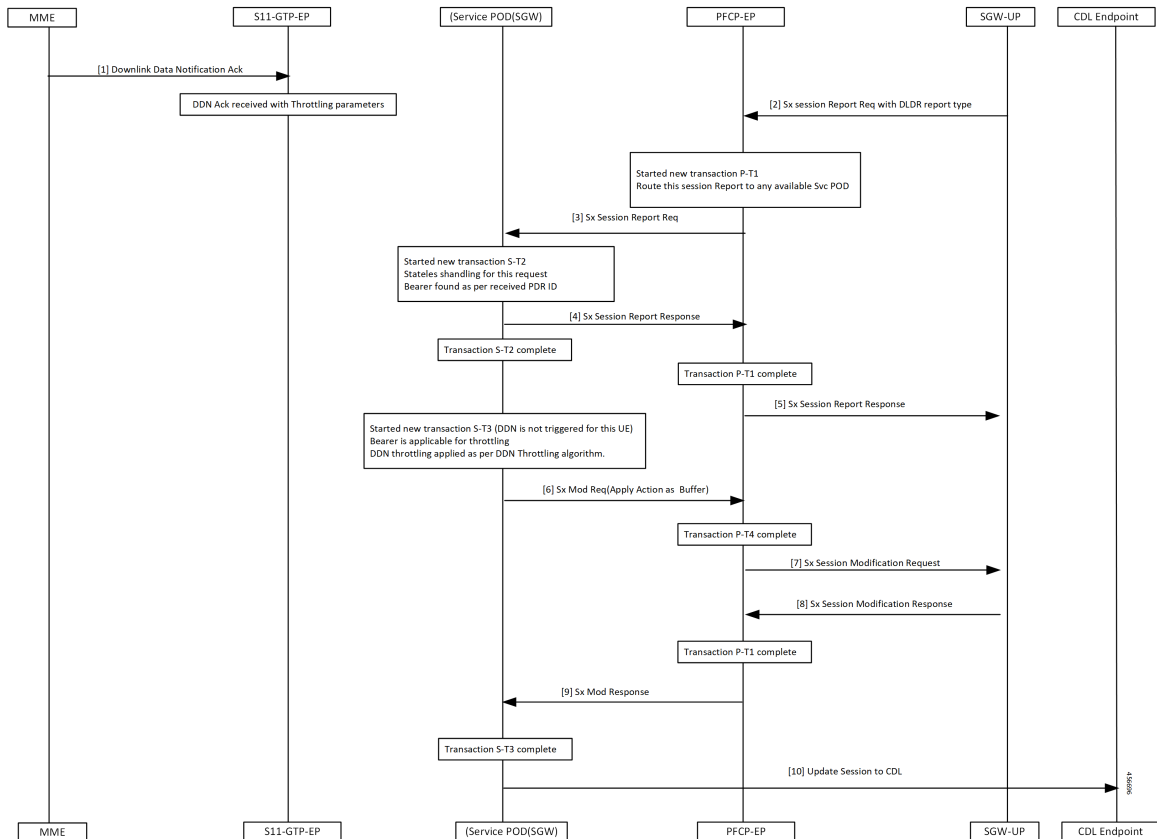 MME
S11-GTP-EP
(Service POD(SGW)
PFCP-EP
SGW-UP
CDL Endpoint
[1] Downlink Data Notification Ack
DDN Ack received with Throttling parameters
[2] Sx session Report Req with DLDR report type
Started new transaction P-T1
Route this session Report to any available Svc POD
[3] Sx Session Report Req
Started new transaction S-T2
Stateles shandling for this request
Bearer found as per received PDR ID
[4] Sx Session Report Response
Transaction S-T2 complete
Transaction P-T1 complete
[5] Sx Session Report Response
Started new transaction S-T3 (DDN is not triggered for this UE)
Bearer is applicable for throttling
DDN throttling applied as per DDN Throttling algorithm.
[6] Sx Mod Req(Apply Action as Buffer)
Transaction P-T4 complete
[7] Sx Session Modification Request
[8] Sx Session Modification Response
Transaction P-T1 complete
[9] Sx Mod Response
Transaction S-T3 complete
[10] Update Session to CDL
456696
MME
S11-GTP-EP
(Service POD(SGW)
PFCP-EP
SGW-UP
CDL Endpoint